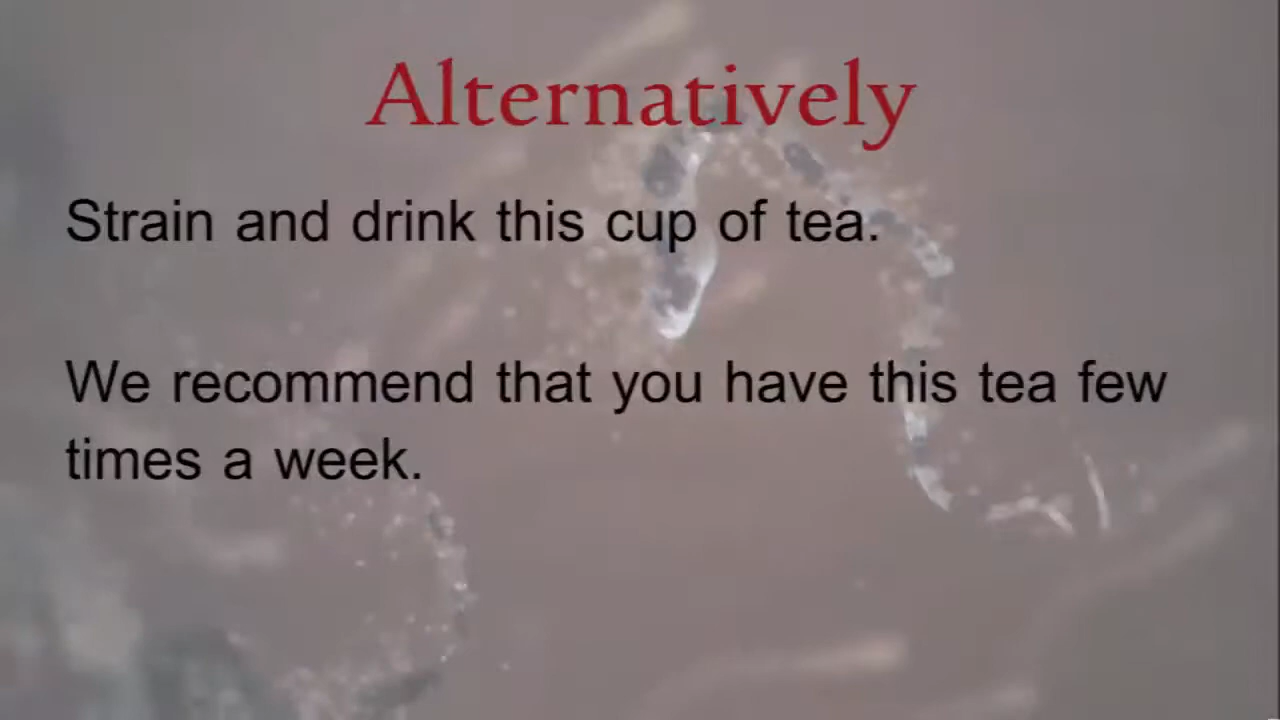 Alternatively
Strain and drink this cup of tea.
We recommend that you have this tea few
times a week.